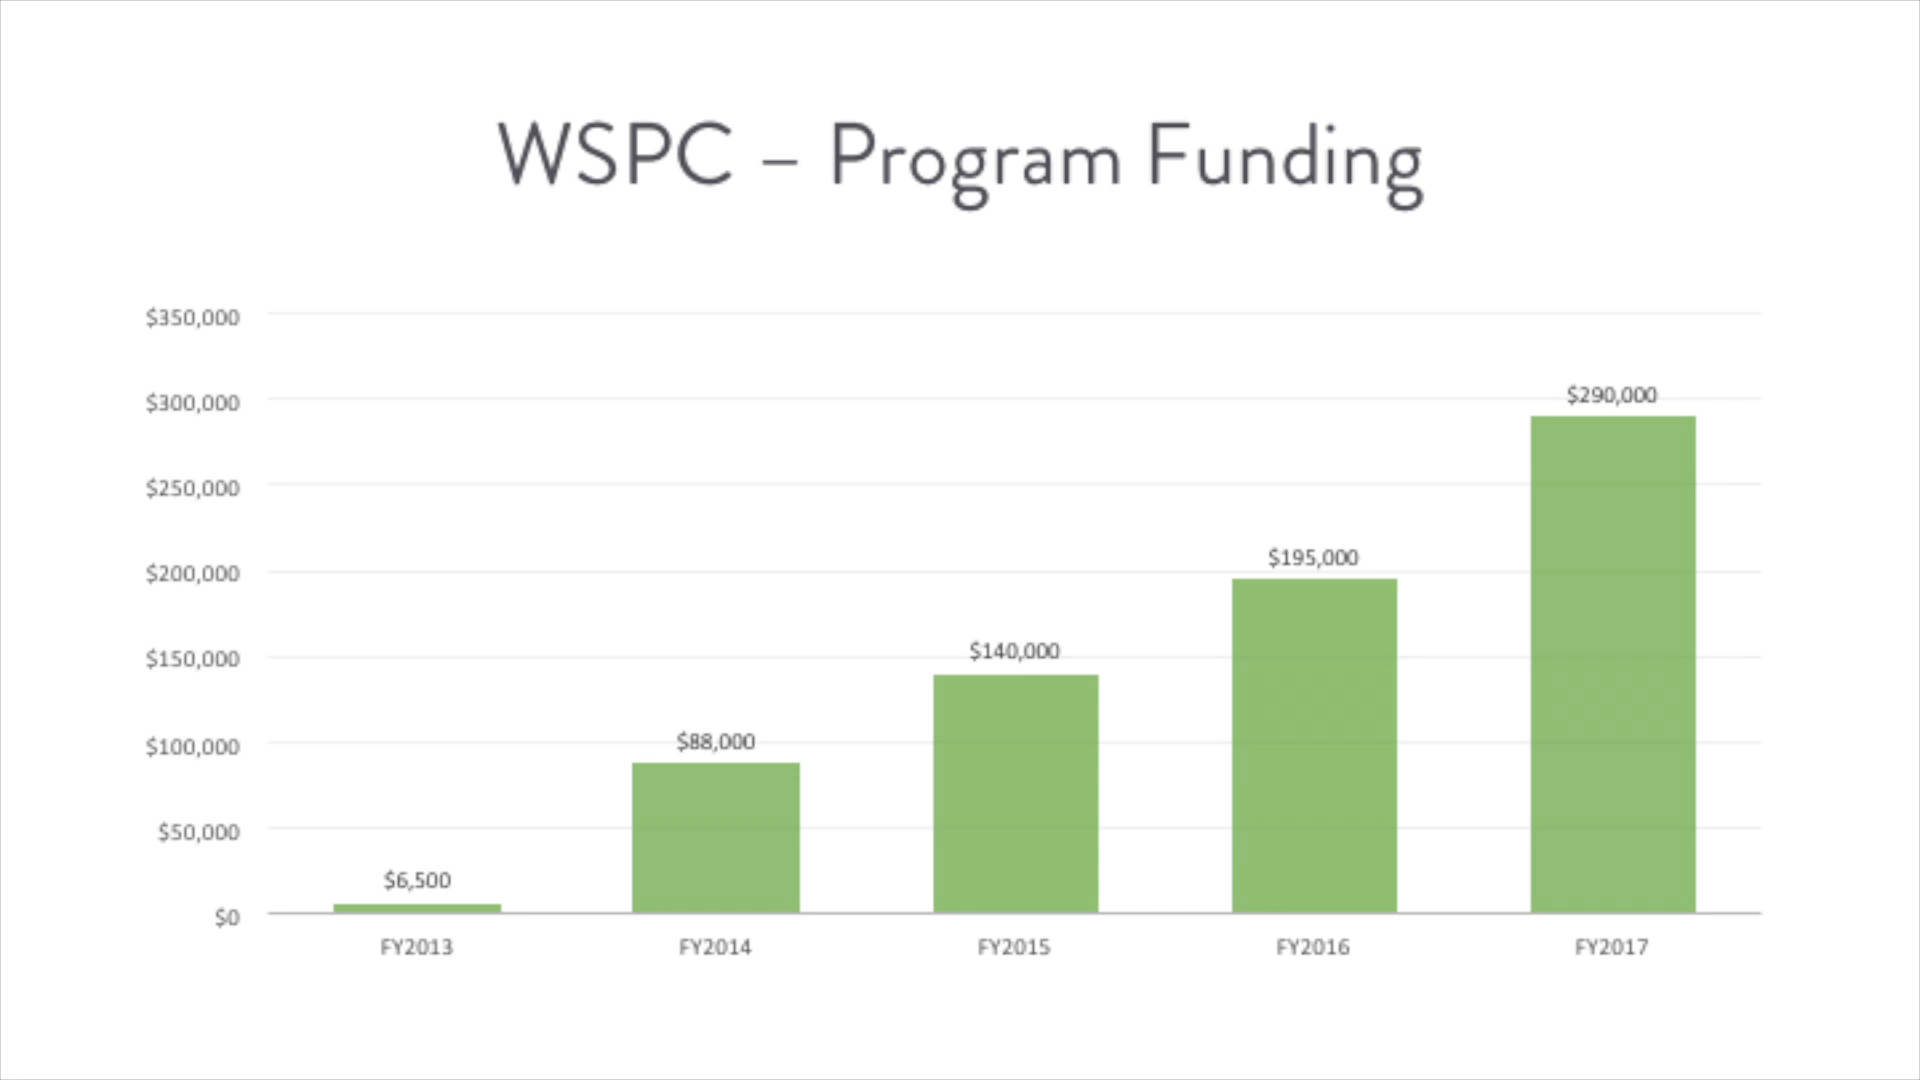 WSPC – Program Funding
$350,000
$300,000
$250,000
$200,000
$150,000
$100,000
$50,000
$0
$6,500
$88,000
$140,000
$195,000
$290,000
FY2013
FY2014
FY2015
FY2016
FY2017